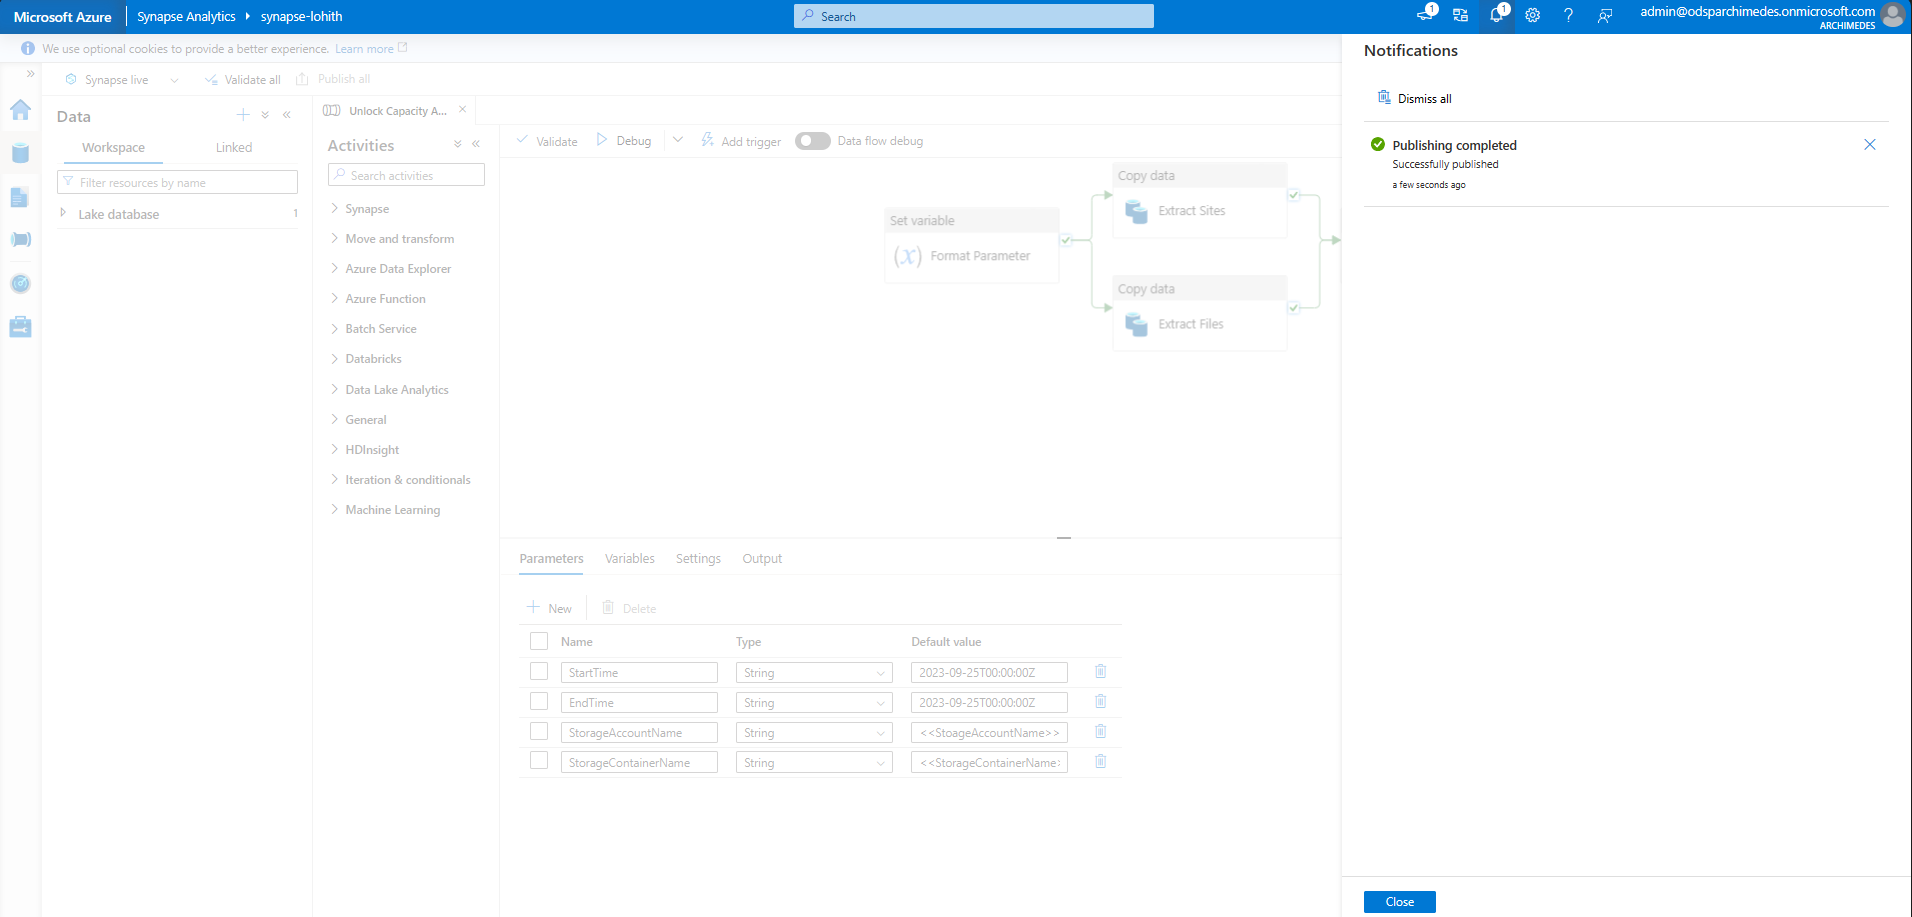 Microsoft Azure
Synapse Analytics
synapse-lohith
Search
1
1
admin@odsparchimedes.onmicrosoft.com
ARCHIMEDES
We use optional cookies to provide a better experience. Learn more
Synapse live
Validate all
Publish all
Data
Workspace
Linked
Filter resources by name
Lake database
1
Unlock Capacity A...
Activities
Search activities
Synapse
Move and transform
Azure Data Explorer
Azure Function
Batch Service
Databricks
Data Lake Analytics
General
HDInsight
Iteration & conditionals
Machine Learning
Validate
Debug
Add trigger
Data flow debug
Set variable
(x)
Format Parameter
Copy data
Extract Sites
Copy data
Extract Files
Parameters
Variables
Settings
Output
New
Delete
Name Type Default value
StartTime String 2023-09-25T00:00:00Z
EndTime String 2023-09-25T00:00:00Z
StorageAccountName String <<StoageAccountName>>
StorageContainerName String <<StorageContainerName>
Notifications
Dismiss all
Publishing completed
Successfully published
a few seconds ago
Close